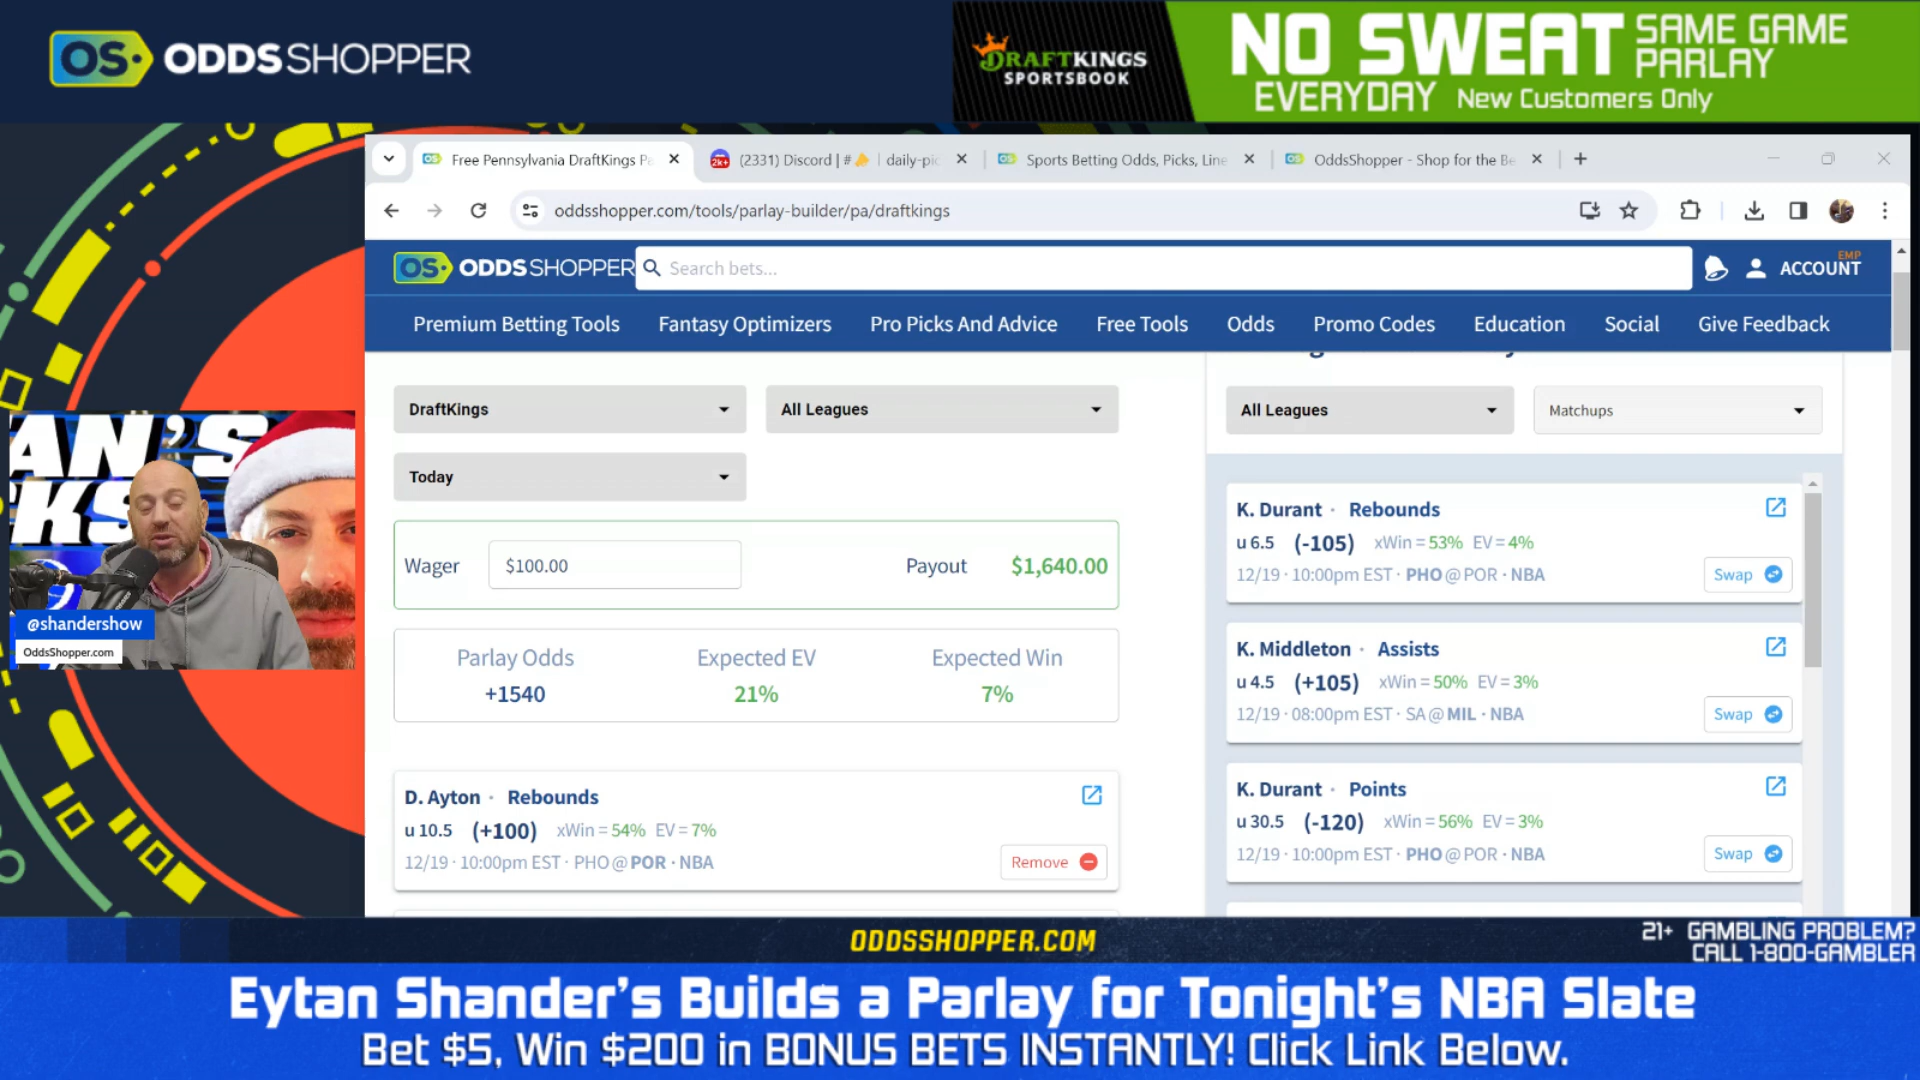 OS ODDSSHOPPER
DRAFTKINGS
SPORTSBOOK
NO SWEAT SAME GAME PARLAY
EVERYDAY New Customers Only
Free Pennsylvania DraftKings Pa
(2331) Discord | # | daily-pic
Sports Betting Odds, Picks, Line
OddsShopper - Shop for the Be
oddsshopper.com/tools/parlay-builder/pa/draftkings
OS ODDSSHOPPER
Search bets...
EMP
ACCOUNT
Premium Betting Tools
Fantasy Optimizers
Pro Picks And Advice
Free Tools
Odds
Promo Codes
Education
Social
Give Feedback
DraftKings
All Leagues
Today
Wager
$100.00
Payout
$1,640.00
Parlay Odds
+1540
Expected EV
21%
Expected Win
7%
D. Ayton · Rebounds
u 10.5 (+100) xWin = 54% EV = 7%
12/19 · 10:00pm EST · PHO @ POR · NBA
Remove
All Leagues
Matchups
K. Durant · Rebounds
u 6.5 (-105) xWin = 53% EV = 4%
12/19 · 10:00pm EST · PHO @ POR · NBA
Swap
K. Middleton · Assists
u 4.5 (+105) xWin = 50% EV = 3%
12/19 · 08:00pm EST · SA @ MIL · NBA
Swap
K. Durant · Points
u 30.5 (-120) xWin = 56% EV = 3%
12/19 · 10:00pm EST · PHO @ POR · NBA
Swap
AN'S
KS
@shandershow
OddsShopper.com
ODDSSHOPPER.COM
21+ GAMBLING PROBLEM?
CALL 1-800-GAMBLER
Eytan Shander's Builds a Parlay for Tonight's NBA Slate
Bet $5, Win $200 in BONUS BETS INSTANTLY! Click Link Below.